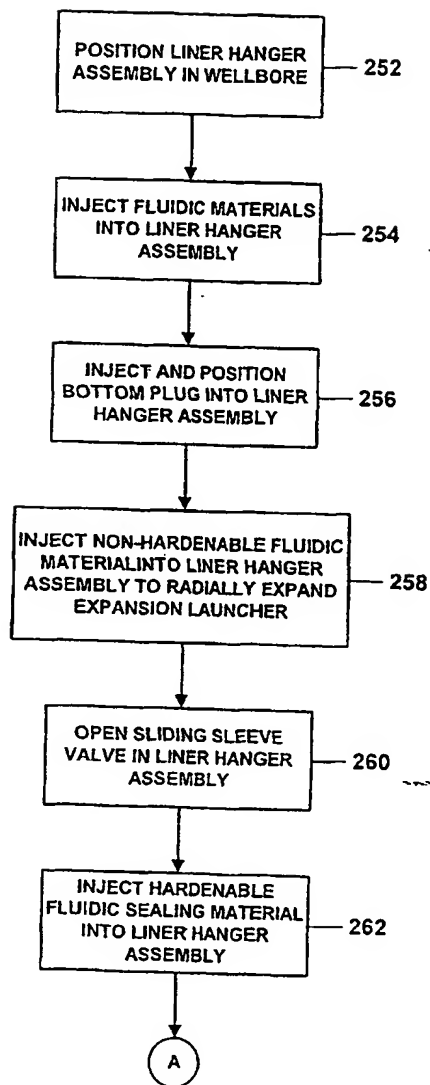 POSITION LINER HANGER
ASSEMBLY IN WELLBORE
252
INJECT FLUIDIC MATERIALS
INTO LINER HANGER
ASSEMBLY
254
INJECT AND POSITION
BOTTOM PLUG INTO LINER
HANGER ASSEMBLY
256
INJECT NON-HARDENABLE FLUIDIC
MATERIALINTO LINER HANGER
ASSEMBLY TO RADIALLY EXPAND
EXPANSION LAUNCHER
258
OPEN SLIDING SLEEVE
VALVE IN LINER HANGER
ASSEMBLY
260
INJECT HARDENABLE
FLUIDIC SEALING MATERIAL
INTO LINER HANGER
ASSEMBLY
262
A